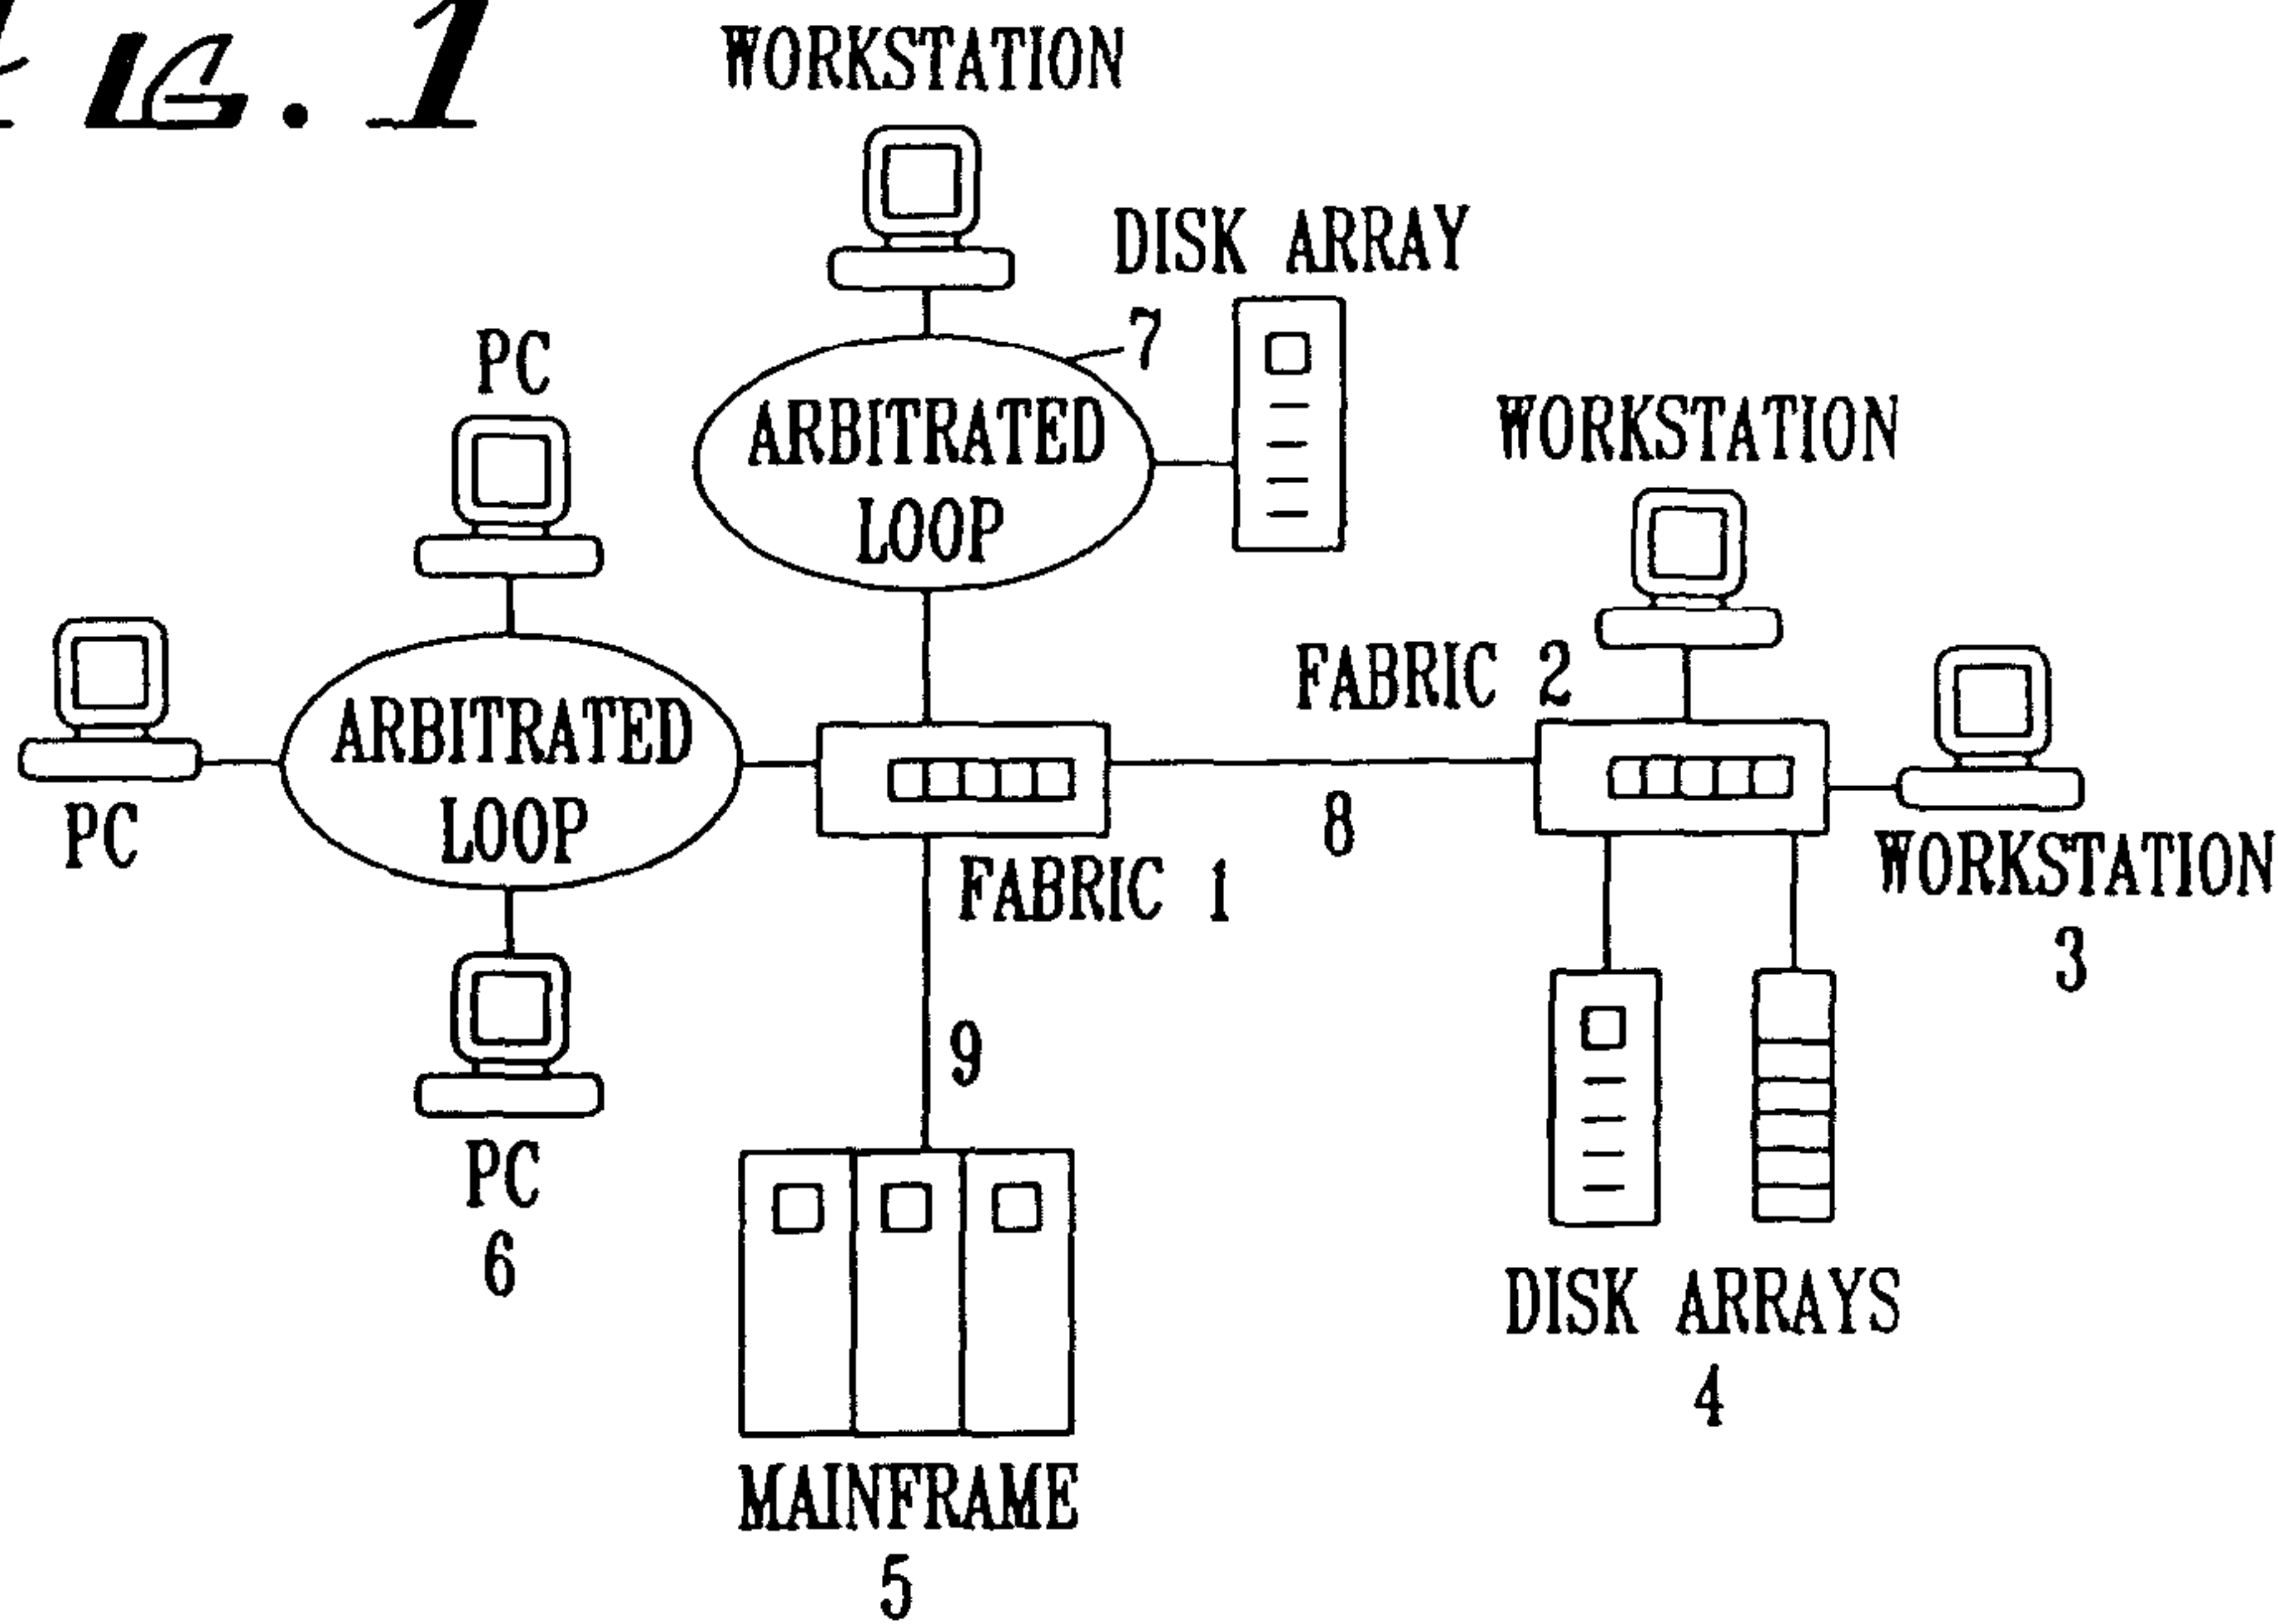 FIG. 1
WORKSTATION
DISK ARRAY
7
PC
ARBITRATED
LOOP
WORKSTATION
FABRIC 2
ARBITRATED
LOOP
PC
8
FABRIC 1
WORKSTATION
3
9
PC
6
DISK ARRAYS
4
MAINFRAME
5